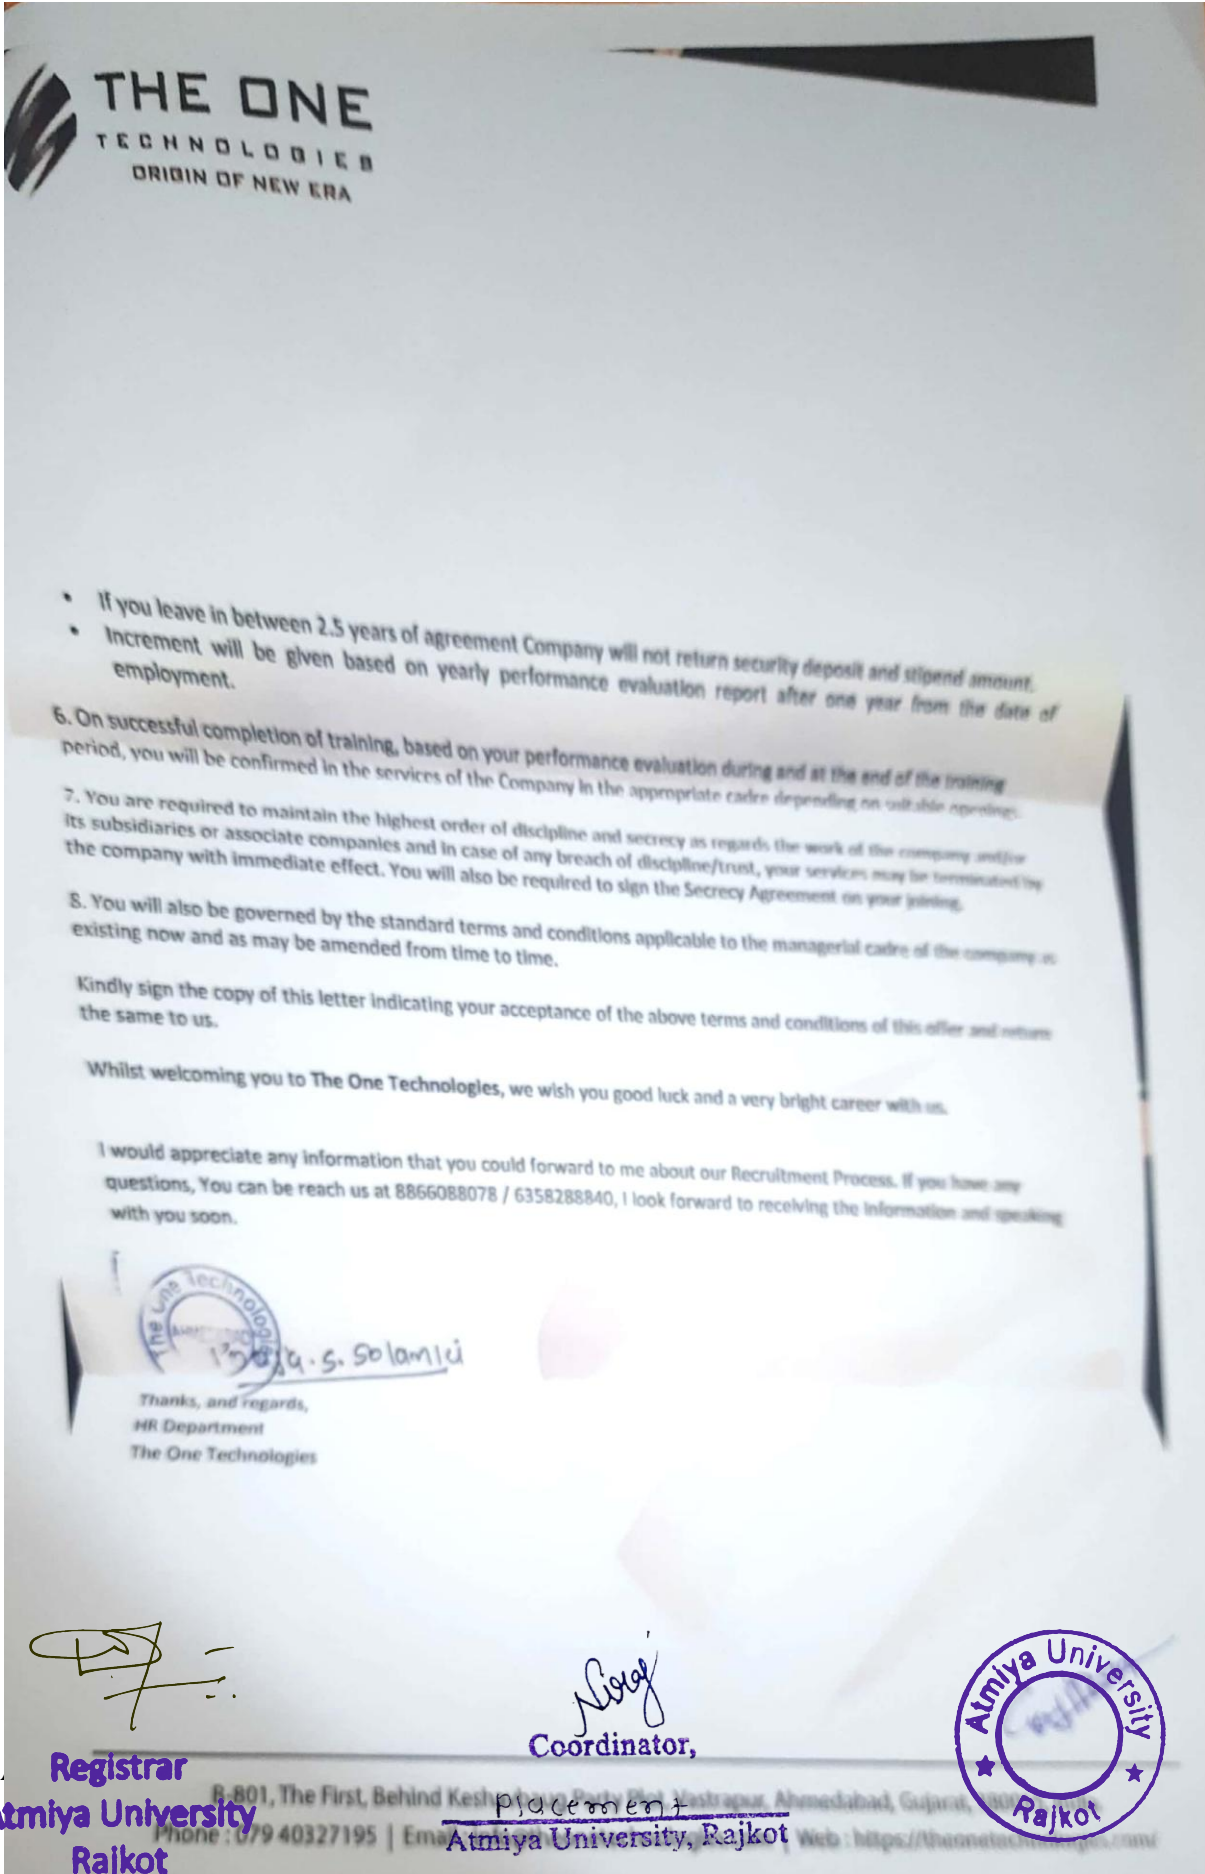 THE ONE
TECHNOLOGIES
ORIGIN OF NEW ERA
• If you leave in between 2.5 years of agreement Company will not return security deposit and stipend amount.
• Increment will be given based on yearly performance evaluation report after one year from the date of
employment.
6. On successful completion of training, based on your performance evaluation during and at the end of the training
period, you will be confirmed in the services of the Company in the appropriate cadre depending on suitable openings.
7. You are required to maintain the highest order of discipline and secrecy as regards the work of the company and/or
its subsidiaries or associate companies and in case of any breach of discipline/trust, your services may be terminated by
the company with immediate effect. You will also be required to sign the Secrecy Agreement on your joining.
8. You will also be governed by the standard terms and conditions applicable to the managerial cadre of the company as
existing now and as may be amended from time to time.
Kindly sign the copy of this letter indicating your acceptance of the above terms and conditions of this offer and return
the same to us.
Whilst welcoming you to The One Technologies, we wish you good luck and a very bright career with us.
I would appreciate any information that you could forward to me about our Recruitment Process. If you have any
questions, You can be reach us at 8866088078 / 6358288840, I look forward to receiving the information and speaking
with you soon.
The One Technologies
S. Solanki
Thanks, and regards,
HR Department
The One Technologies
Niraj
Coordinator,
Placement
Atmiya University, Rajkot
Registrar
Atmiya University
Rajkot
Atmiya University
Rajkot
B-801, The First, Behind Vastrapur, Ahmedabad, Gujarat,
Phone : 079 40327195 | Web : https://theonetechnologies.com/